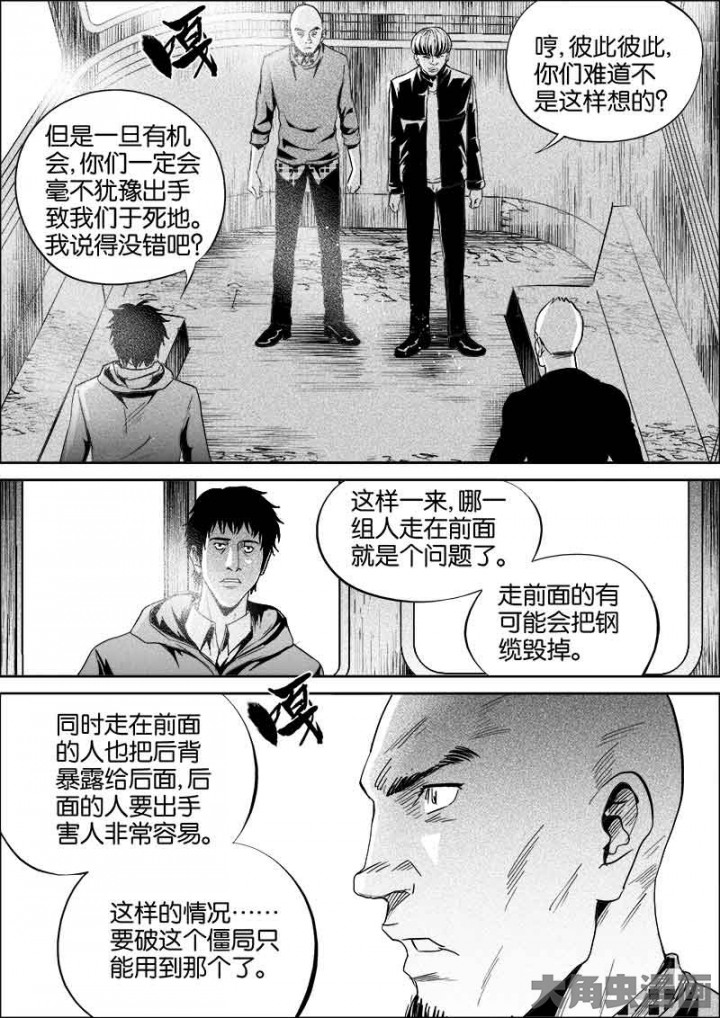 嘎
哼，彼此彼此，
你们难道不
是这样想的？
但是一旦有机
会，你们一定会
毫不犹豫出手
致我们于死地。
我说得没错吧？
这样一来，哪一
组人走在前面
就是个问题了。
走前面的有
可能会把钢
缆毁掉。
嘎
同时走在前面
的人也把后背
暴露给后面，后
面的人要出手
害人非常容易。
这样的情况……
要破这个僵局只
能用到那个了。
大角虫漫画